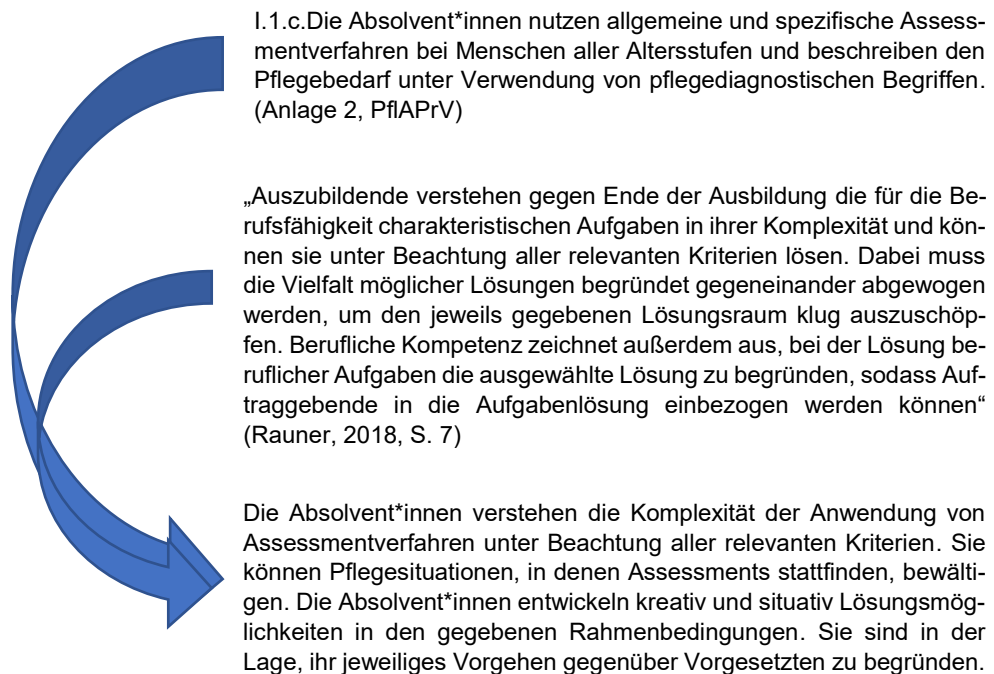 I.1.c.Die Absolvent*innen nutzen allgemeine und spezifische Assess-
mentverfahren bei Menschen aller Altersstufen und beschreiben den
Pflegebedarf unter Verwendung von pflegediagnostischen Begriffen.
(Anlage 2, PflAPrV)
„Auszubildende verstehen gegen Ende der Ausbildung die für die Be-
rufsfähigkeit charakteristischen Aufgaben in ihrer Komplexität und kön-
nen sie unter Beachtung aller relevanten Kriterien lösen. Dabei muss
die Vielfalt möglicher Lösungen begründet gegeneinander abgewogen
werden, um den jeweils gegebenen Lösungsraum klug auszuschöp-
fen. Berufliche Kompetenz zeichnet außerdem aus, bei der Lösung be-
ruflicher Aufgaben die ausgewählte Lösung zu begründen, sodass Auf-
traggebende in die Aufgabenlösung einbezogen werden können“
(Rauner, 2018, S. 7)
Die Absolvent*innen verstehen die Komplexität der Anwendung von
Assessmentverfahren unter Beachtung aller relevanten Kriterien. Sie
können Pflegesituationen, in denen Assessments stattfinden, bewälti-
gen. Die Absolvent*innen entwickeln kreativ und situativ Lösungsmög-
lichkeiten in den gegebenen Rahmenbedingungen. Sie sind in der
Lage, ihr jeweiliges Vorgehen gegenüber Vorgesetzten zu begründen.